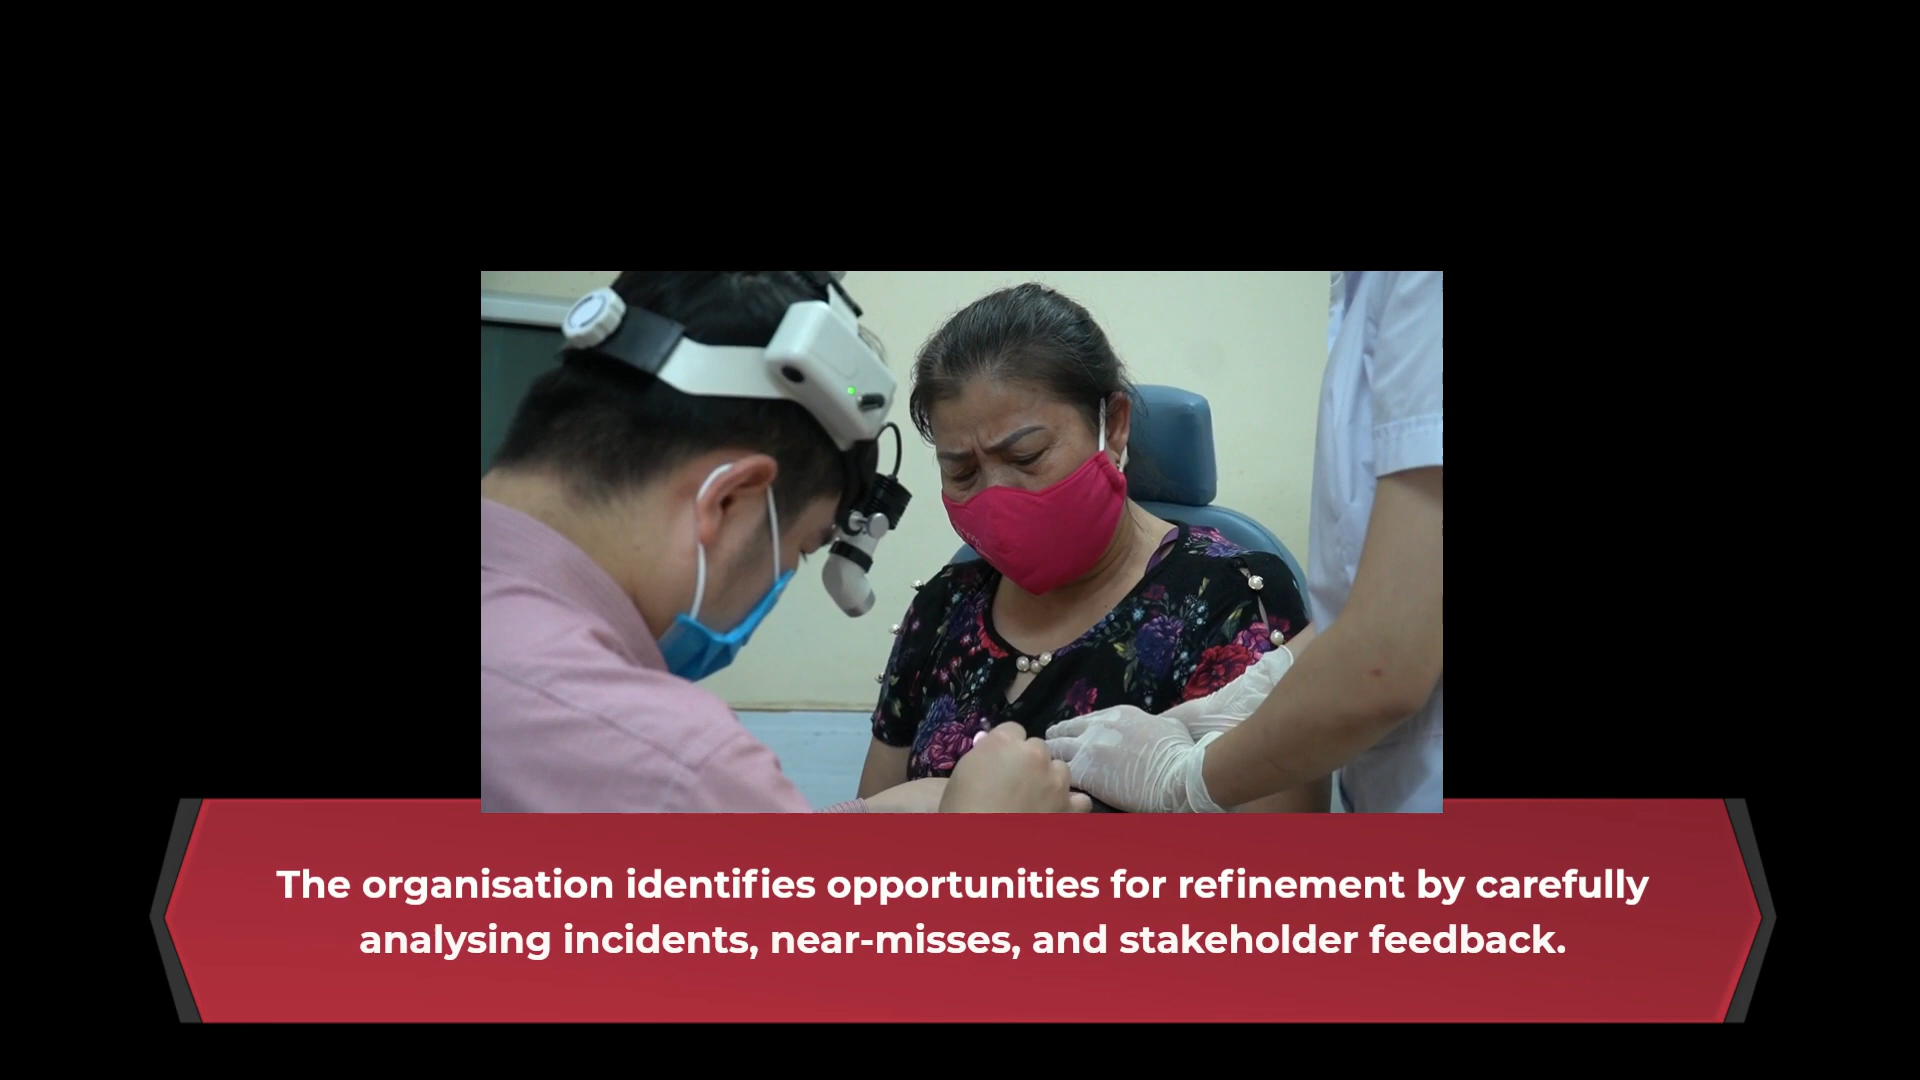 The organisation identifies opportunities for refinement by carefully
analysing incidents, near-misses, and stakeholder feedback.